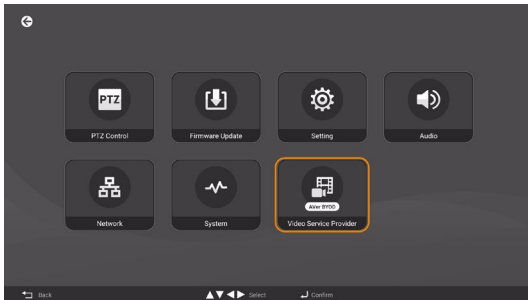 PTZ
PTZ Control
Firmware Update
Setting
Audio
Network
System
AVer BYOD
Video Service Provider
Back
Select
Confirm